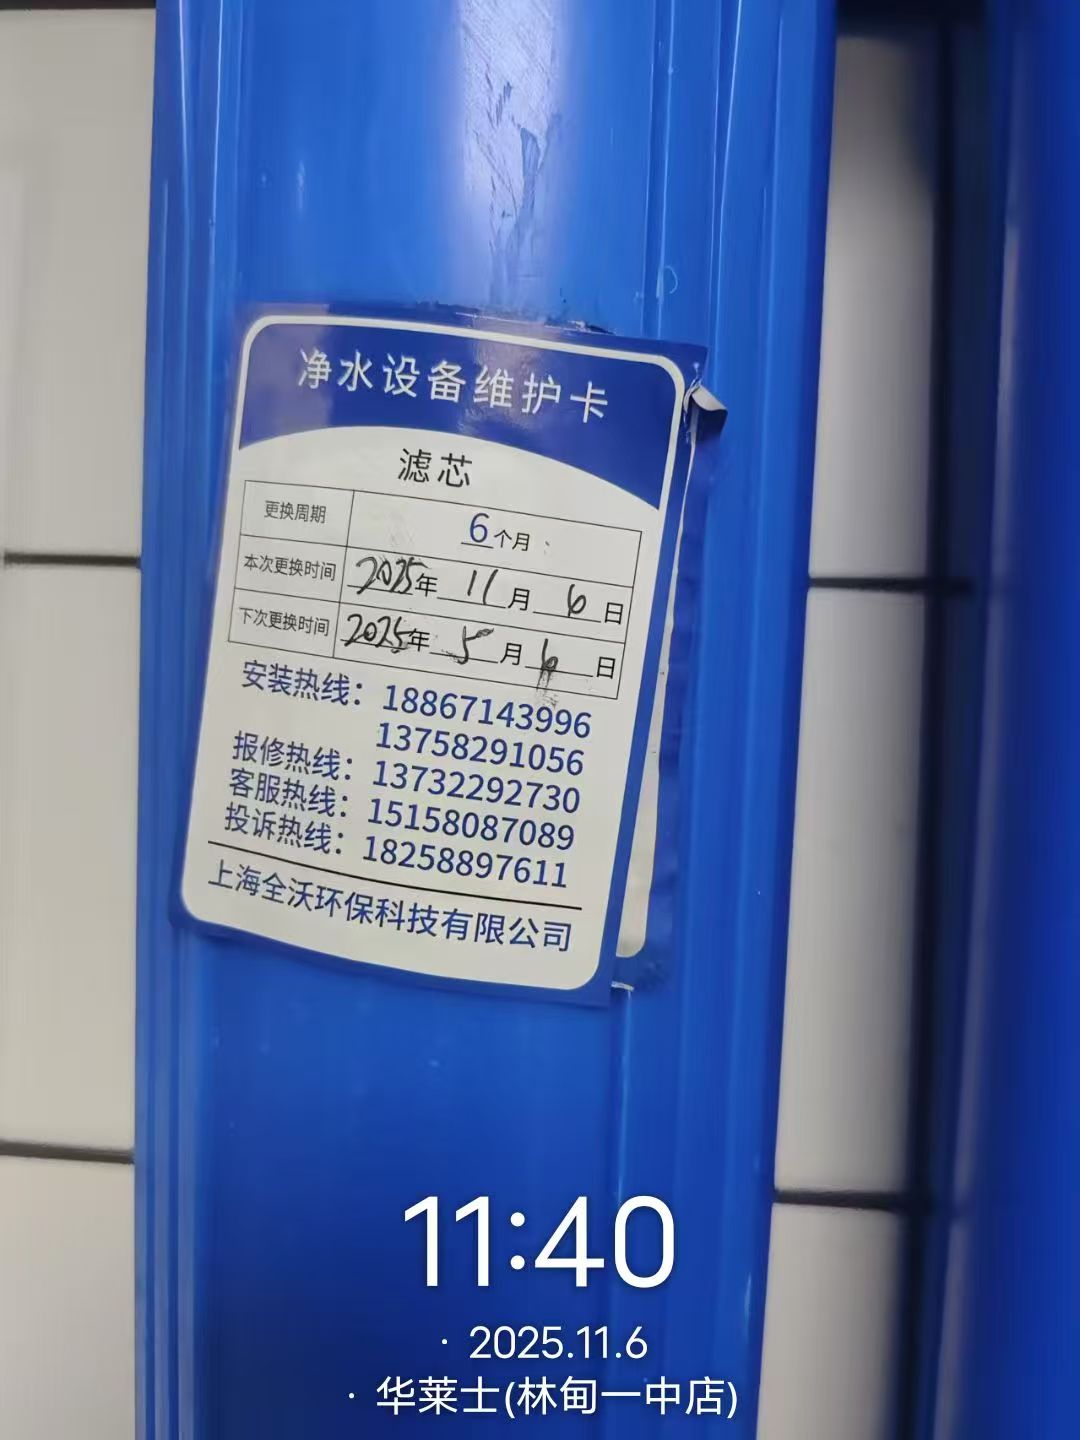 净水设备维护卡
滤芯
更换周期 6个月
本次更换时间 2025年11月6日
下次更换时间 2025年5月6日
安装热线：18867143996
13758291056
报修热线：13732292730
客服热线：15158087089
投诉热线：18258897611
上海全沃环保科技有限公司
11:40
· 2025.11.6
· 华莱士(林甸一中店)